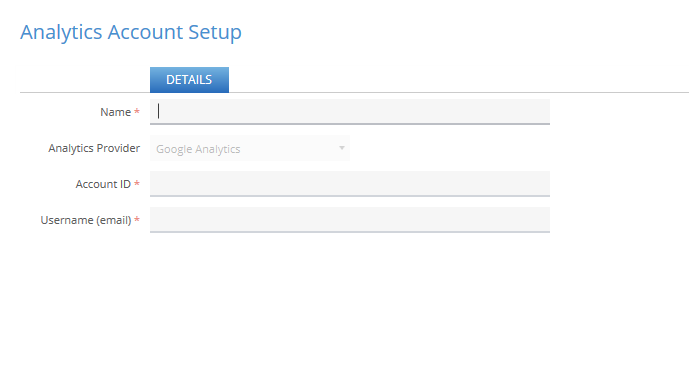 Analytics Account Setup
DETAILS
Name *
Analytics Provider Google Analytics
Account ID *
Username (email) *